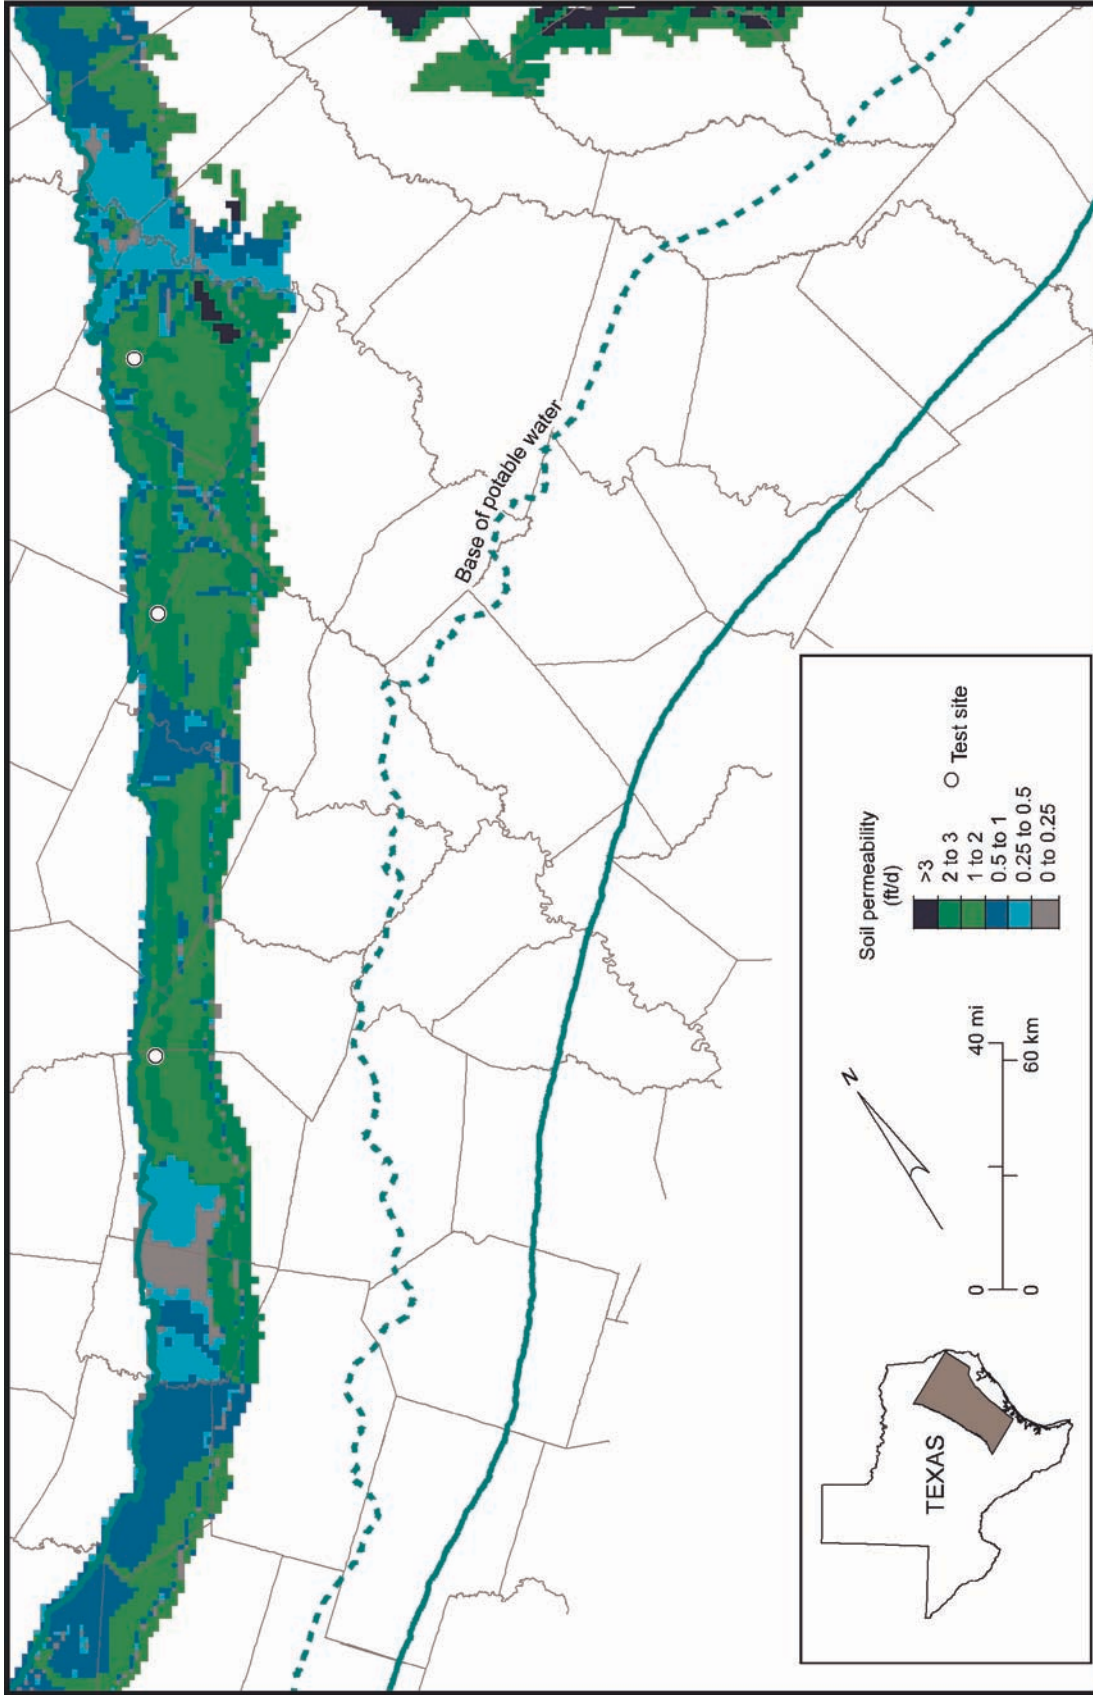 Base of potable water
TEXAS
N
0
40 mi
0
60 km
Soil permeability
(ft/d)
>3
2 to 3
1 to 2
0.5 to 1
0.25 to 0.5
0 to 0.25
Test site